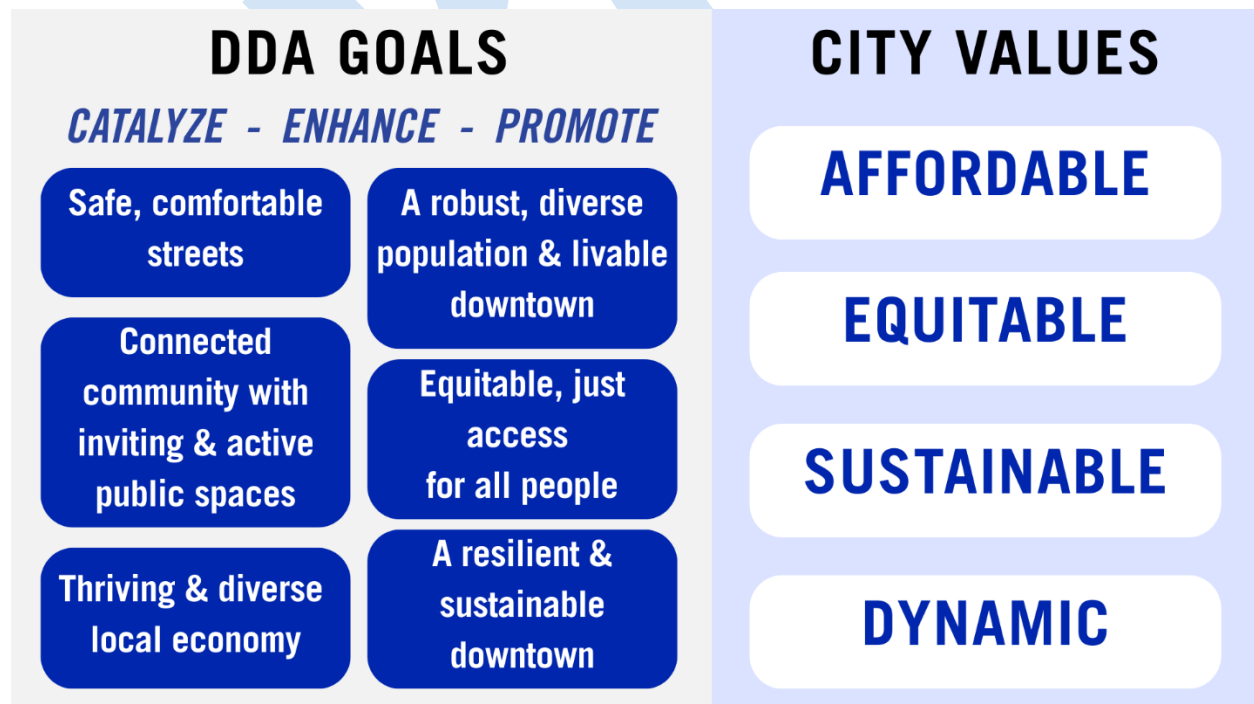 DDA GOALS
CATALYZE - ENHANCE - PROMOTE
Safe, comfortable
streets
Connected
community with
inviting & active
public spaces
Thriving & diverse
local economy
A robust, diverse
population & livable
downtown
Equitable, just
access
for all people
A resilient &
sustainable
downtown
CITY VALUES
AFFORDABLE
EQUITABLE
SUSTAINABLE
DYNAMIC